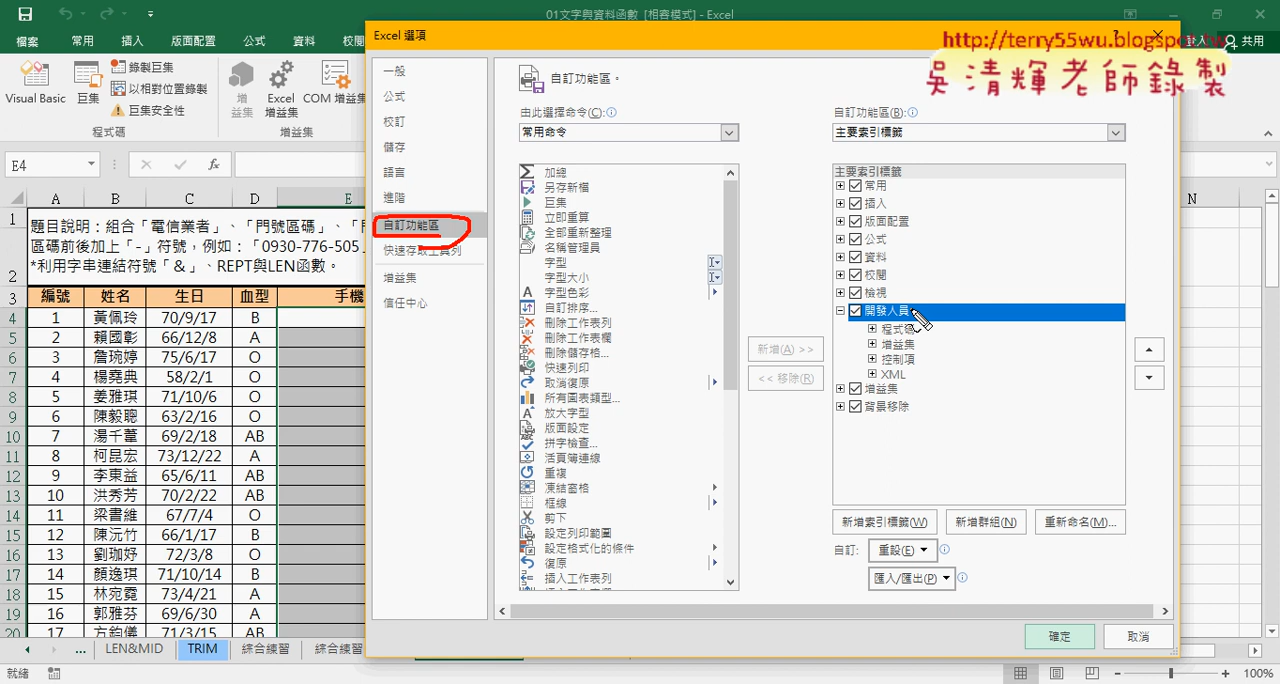 01文字與資料函數 [相容模式] - Excel
http://terry55wu.blogspot.tw
吳清輝老師錄製
檔案 常用 插入 版面配置 公式 資料 校閱
登入 共用
Visual Basic
巨集
錄製巨集
以相對位置錄製
巨集安全性
程式碼
增益集
Excel 增益集
COM 增益集
增益集
E4
fx
A B C D E N
1 題目說明：組合「電信業者」、「門號區碼」、「
區碼前後加上「-」符號，例如：「0930-776-505
2 *利用字串連結符號「&」、REPT與LEN函數。
3 編號 姓名 生日 血型 手機
4 1 黃佩玲 70/9/17 B
5 2 賴國彰 66/12/8 A
6 3 詹琬婷 75/6/17 O
7 4 楊堯典 58/2/1 O
8 5 姜雅琪 71/10/6 O
9 6 陳毅聰 63/2/16 O
10 7 湯千葦 69/2/18 AB
11 8 柯昆宏 73/12/22 A
12 9 李東益 65/6/11 AB
13 10 洪秀芳 70/2/22 AB
14 11 梁書維 67/7/4 O
15 12 陳沅竹 66/1/17 B
16 13 劉珈妤 72/3/8 O
17 14 顏逸琪 71/10/14 B
18 15 林宛霓 73/4/21 A
19 16 郭雅芬 69/6/30 A
20 17 方鈞儀 71/3/15 AB
... LEN&MID TRIM 綜合練習 綜合練習
就緒
100%
Excel 選項
一般
公式
校訂
儲存
語言
進階
自訂功能區
快速存取工具列
增益集
信任中心
自訂功能區。
由此選擇命令(C):
常用命令
加總
另存新檔
巨集
立即重算
全部重新整理
名稱管理員
字型
字型大小
字型色彩
自訂排序...
刪除工作表列
刪除工作表欄
刪除儲存格...
快速列印
取消復原
所有圖表類型...
放大字型
版面設定
拼字檢查...
活頁簿連線
重複
凍結窗格
框線
剪下
設定列印範圍
設定格式化的條件
復原
插入工作表列
新增(A) >>
<< 移除(R)
自訂功能區(B):
主要索引標籤
主要索引標籤
常用
插入
版面配置
公式
資料
校閱
檢視
開發人員
程式碼
增益集
控制項
XML
增益集
背景移除
新增索引標籤(W) 新增群組(N) 重新命名(M)...
自訂: 重設(E)
匯入/匯出(P)
確定 取消